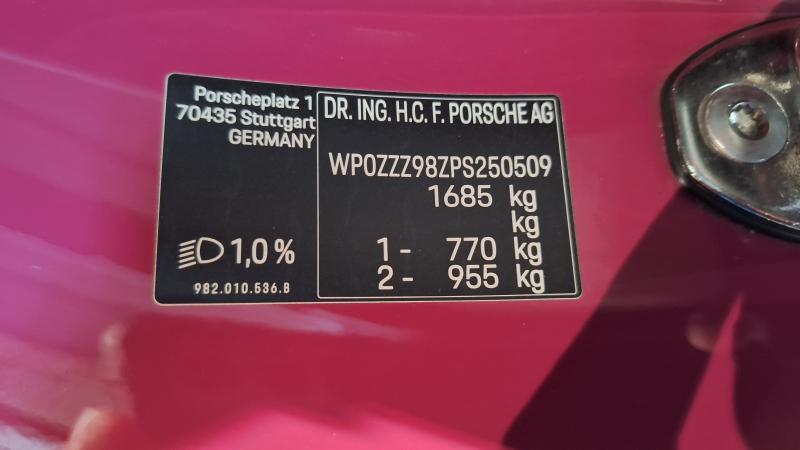 Porscheplatz 1
70435 Stuttgart
GERMANY
1,0 %
982.010.536.B
DR. ING. H.C. F. PORSCHE AG
WP0ZZZ98ZPS250509
1685 kg
kg
1- 770 kg
2- 955 kg